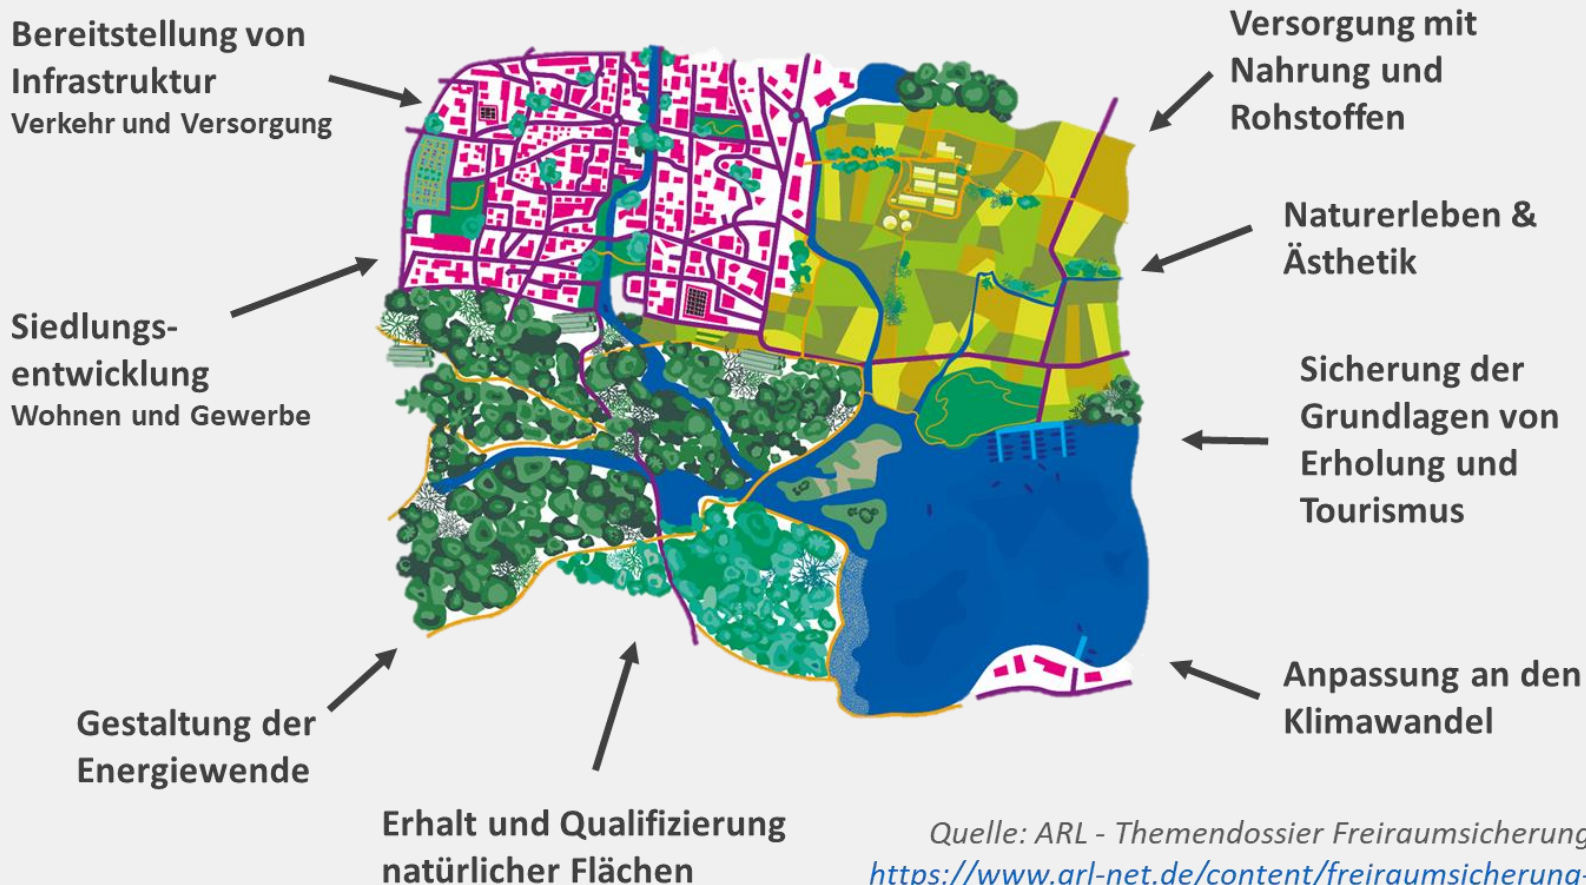 Bereitstellung von
Infrastruktur
Verkehr und Versorgung
Siedlungs-
entwicklung
Wohnen und Gewerbe
Gestaltung der
Energiewende
Erhalt und Qualifizierung
natürlicher Flächen
Versorgung mit
Nahrung und
Rohstoffen
Naturerleben &
Ästhetik
Sicherung der
Grundlagen von
Erholung und
Tourismus
Anpassung an den
Klimawandel
Quelle: ARL - Themendossier Freiraumsicherung
https://www.arl-net.de/content/freiraumsicherung-